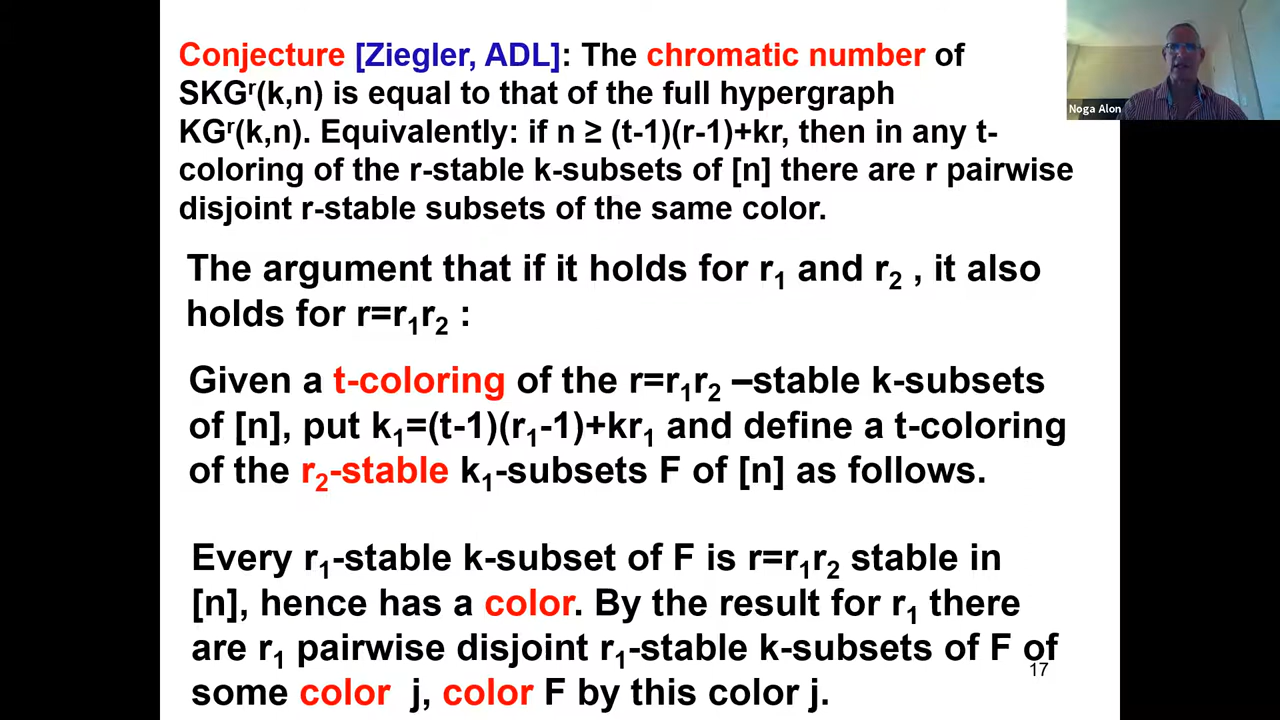 Conjecture [Ziegler, ADL]: The chromatic number of
SKGʳ(k,n) is equal to that of the full hypergraph
KGʳ(k,n). Equivalently: if n ≥ (t-1)(r-1)+kr, then in any t-
coloring of the r-stable k-subsets of [n] there are r pairwise
disjoint r-stable subsets of the same color.
Noga Alon
The argument that if it holds for r₁ and r₂ , it also
holds for r=r₁r₂ :
Given a t-coloring of the r=r₁r₂ –stable k-subsets
of [n], put k₁=(t-1)(r₁-1)+kr₁ and define a t-coloring
of the r₂-stable k₁-subsets F of [n] as follows.
Every r₁-stable k-subset of F is r=r₁r₂ stable in
[n], hence has a color. By the result for r₁ there
are r₁ pairwise disjoint r₁-stable k-subsets of F of
some color j, color F by this color j.
17